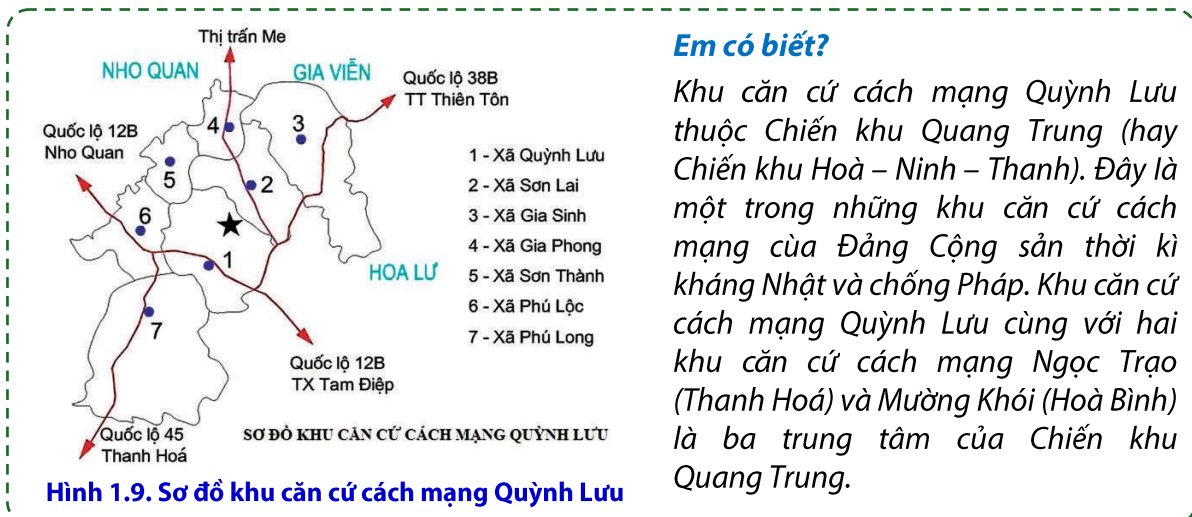 Thị trấn Me
NHO QUAN
GIA VIỄN
Quốc lộ 38B
TT Thiên Tôn
Quốc lộ 12B
Nho Quan
4
3
5
2
6
1
7
HOA LƯ
1 - Xã Quỳnh Lưu
2 - Xã Sơn Lai
3 - Xã Gia Sinh
4 - Xã Gia Phong
5 - Xã Sơn Thành
6 - Xã Phú Lộc
7 - Xã Phú Long
Quốc lộ 12B
TX Tam Điệp
Quốc lộ 45
Thanh Hoá
SƠ ĐỒ KHU CĂN CỨ CÁCH MẠNG QUỲNH LƯU
Hình 1.9. Sơ đồ khu căn cứ cách mạng Quỳnh Lưu
Em có biết?
Khu căn cứ cách mạng Quỳnh Lưu
thuộc Chiến khu Quang Trung (hay
Chiến khu Hoà – Ninh – Thanh). Đây là
một trong những khu căn cứ cách
mạng cùa Đảng Cộng sản thời kì
kháng Nhật và chống Pháp. Khu căn cứ
cách mạng Quỳnh Lưu cùng với hai
khu căn cứ cách mạng Ngọc Trạo
(Thanh Hoá) và Mường Khói (Hoà Bình)
là ba trung tâm của Chiến khu
Quang Trung.